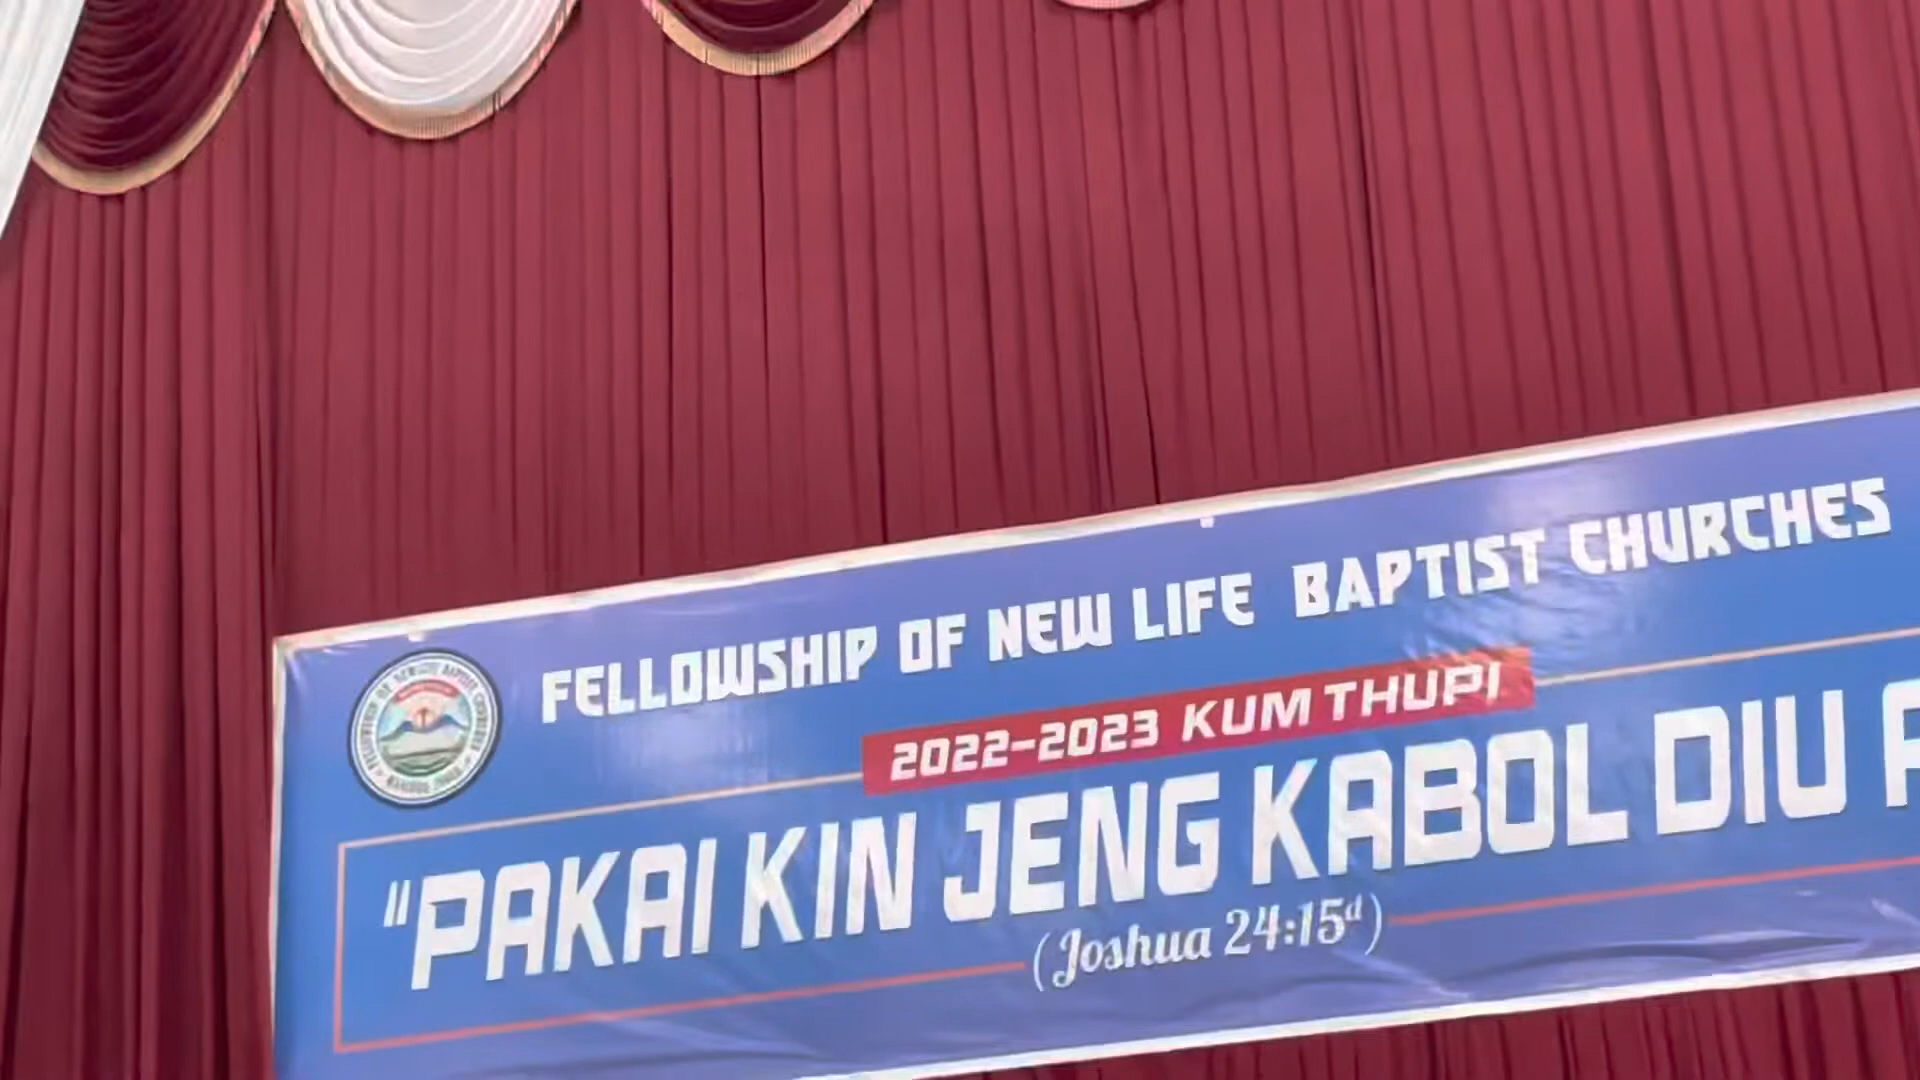 FELLOWSHIP OF NEW LIFE BAPTIST CHURCHES
2022-2023 KUM THUPI
"PAKAI KIN JENG KABOL DIU
(Joshua 24:15d)